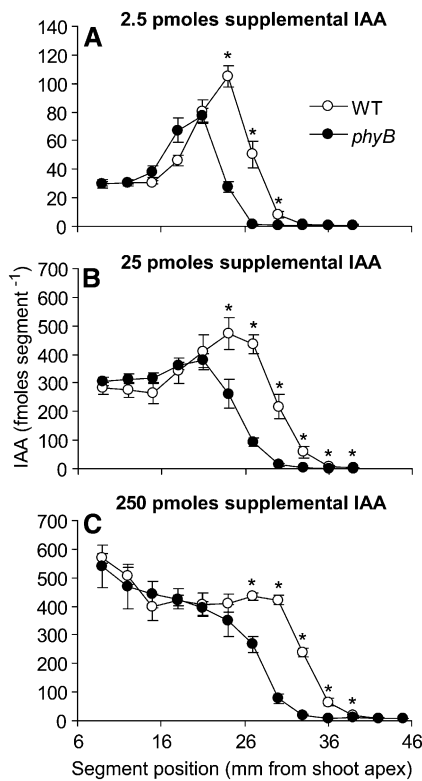 A 2.5 pmoles supplemental IAA
140
120
100
80
60
40
20
0
* * *
WT
phyB
B 25 pmoles supplemental IAA
700
600
500
400
300
200
100
0
* * * * * *
IAA (fmoles segment -1)
C 250 pmoles supplemental IAA
700
600
500
400
300
200
100
0
* * * * *
6 16 26 36 46
Segment position (mm from shoot apex)